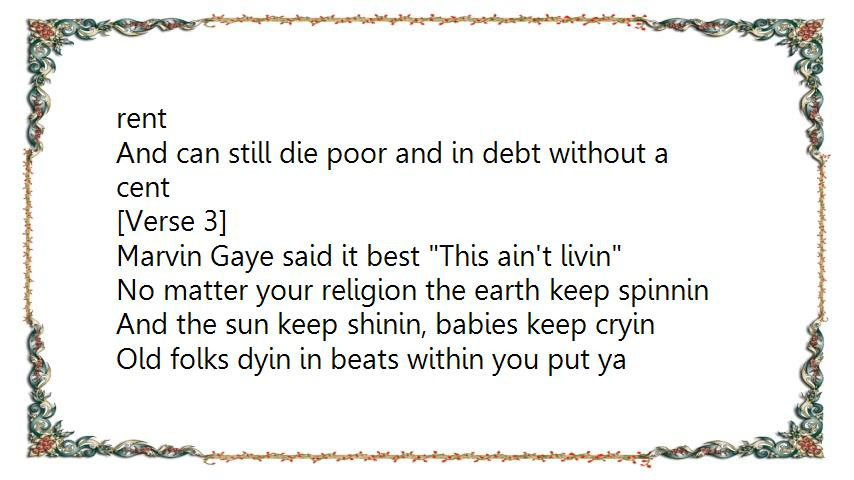 rent
And can still die poor and in debt without a
cent
[Verse 3]
Marvin Gaye said it best "This ain't livin"
No matter your religion the earth keep spinnin
And the sun keep shinin, babies keep cryin
Old folks dyin in beats within you put ya